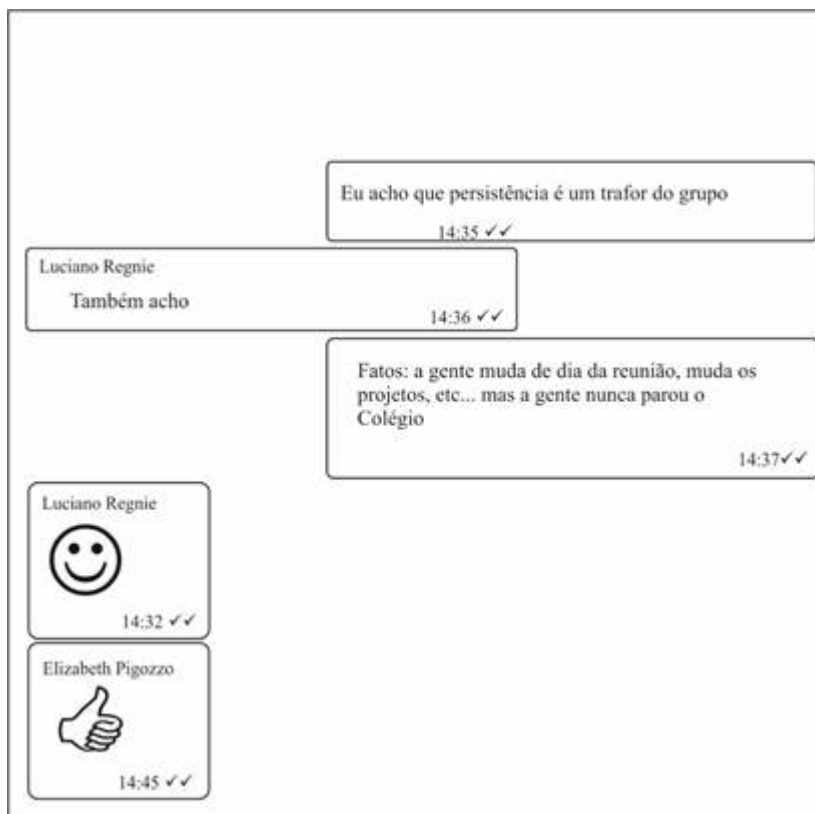 Eu acho que persistência é um trafor do grupo
14:35 ✓✓
Luciano Regnie
Também acho
14:36 ✓✓
Fatos: a gente muda de dia da reunião, muda os
projetos, etc... mas a gente nunca parou o
Colégio
14:37✓✓
Luciano Regnie
14:32 ✓✓
Elizabeth Pigozzo
14:45 ✓✓